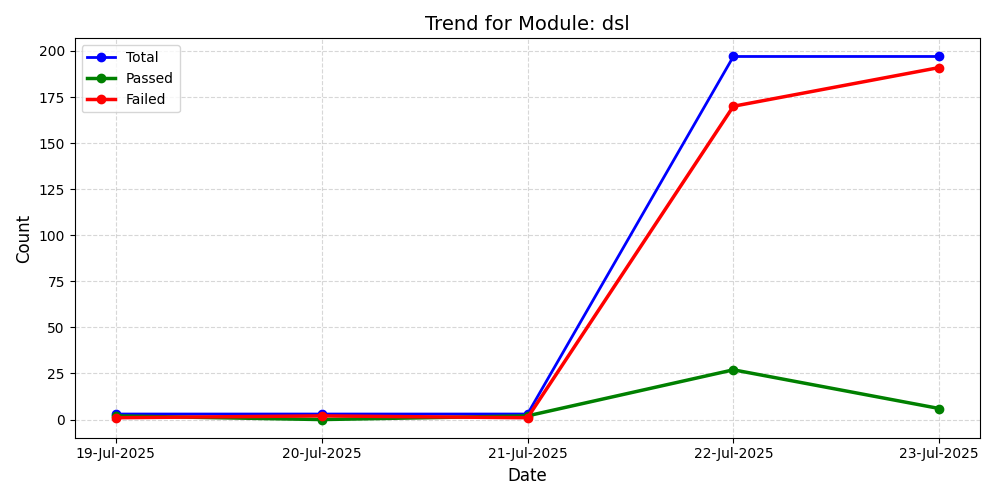 Trend for Module: dsl
Total
Passed
Failed
200
175
150
125
100
75
50
25
0
Count
19-Jul-2025
20-Jul-2025
21-Jul-2025
22-Jul-2025
23-Jul-2025
Date